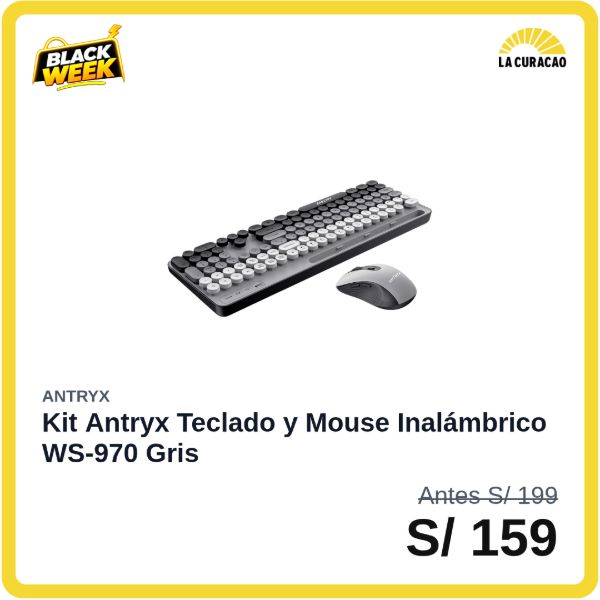 BLACK
WEEK
LA CURACAO
ANTRYX
Kit Antryx Teclado y Mouse Inalámbrico
WS-970 Gris
Antes S/ 199
S/ 159